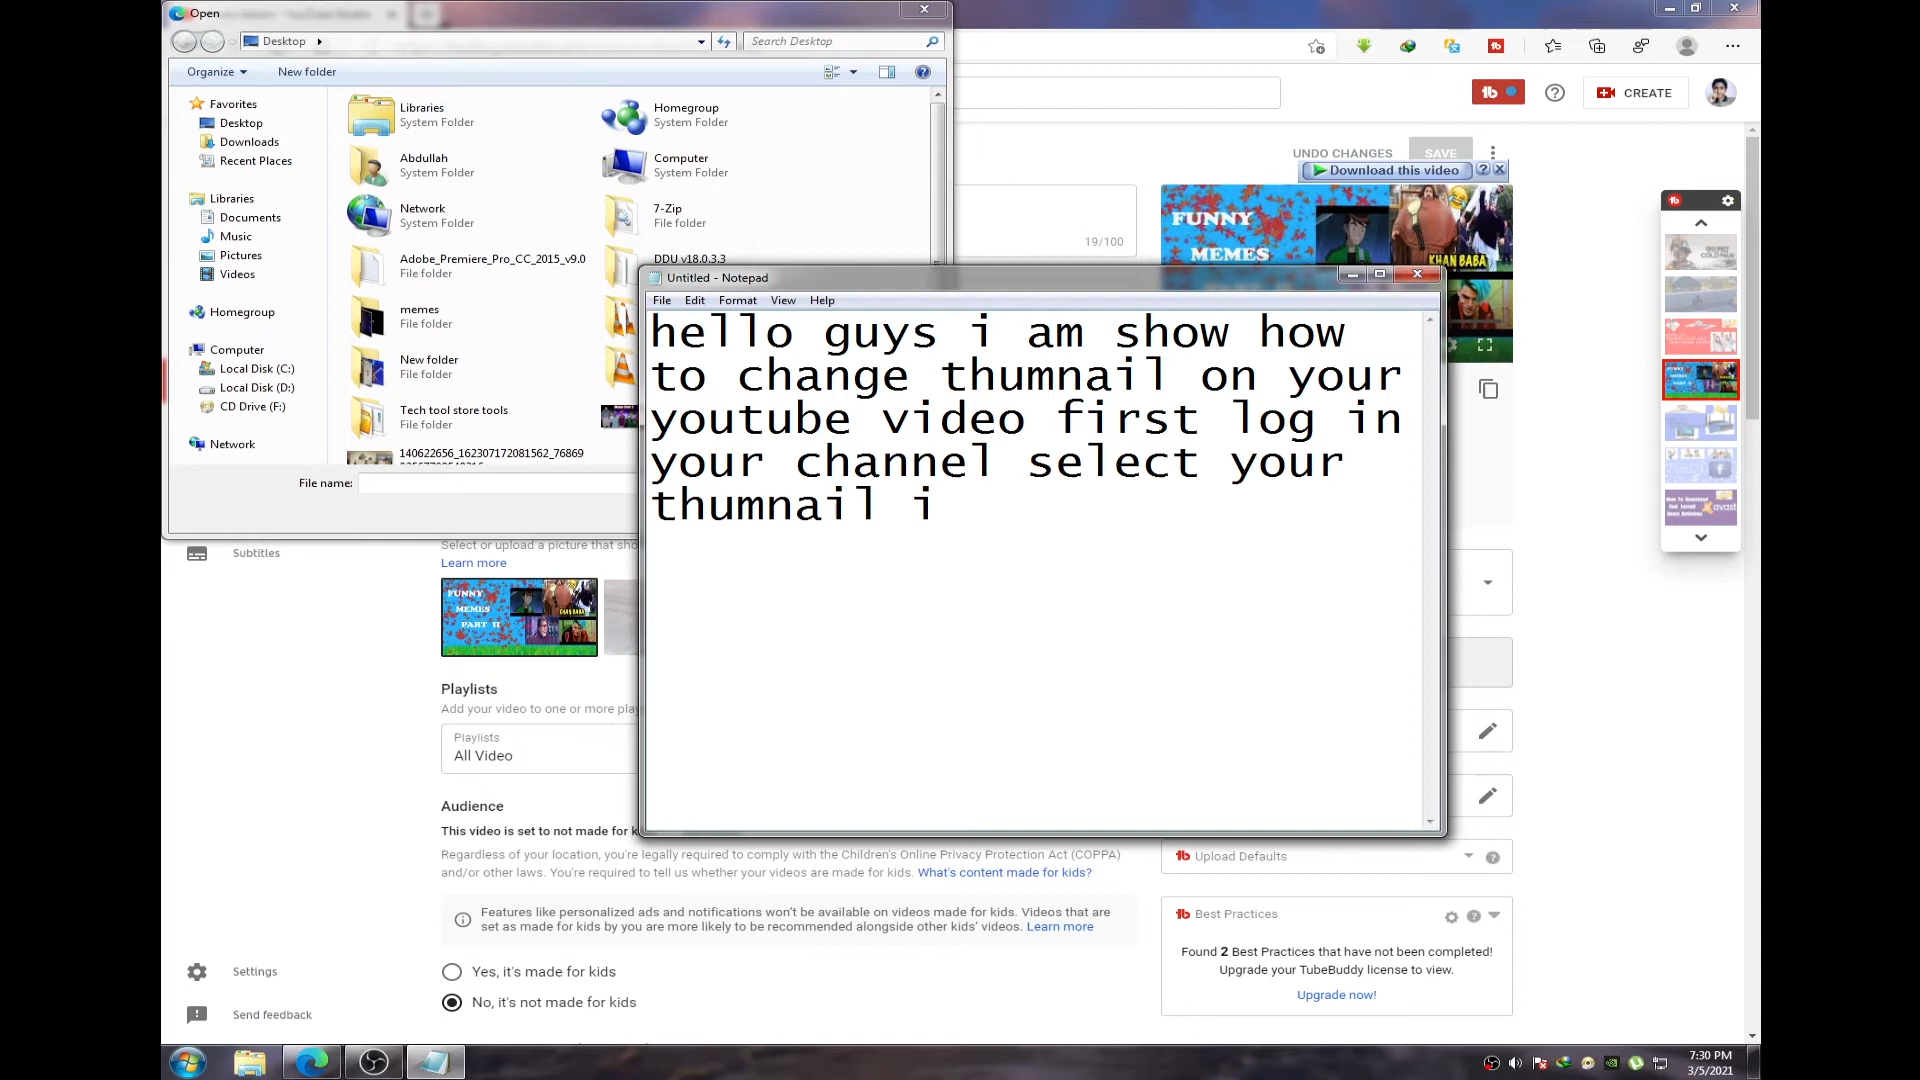 Open
Desktop
Search Desktop
Organize
New folder
Favorites
Desktop
Downloads
Recent Places
Libraries
Documents
Music
Pictures
Videos
Homegroup
Computer
Local Disk (C:)
Local Disk (D:)
CD Drive (F:)
Network
Libraries
System Folder
Homegroup
System Folder
Abdullah
System Folder
Computer
System Folder
Network
System Folder
7-Zip
File folder
Adobe_Premiere_Pro_CC_2015_v9.0
File folder
DDU v18.0.3.3
memes
File folder
New folder
File folder
Tech tool store tools
File folder
140622656_162307172081562_76869
File name:
CREATE
UNDO CHANGES
SAVE
Download this video
19/100
FUNNY
MEMES
KHAN BABA
Untitled - Notepad
File Edit Format View Help
hello guys i am show how
to change thumnail on your
youtube video first log in
your channel select your
thumnail i
Subtitles
Select or upload a picture that sho
Learn more
FUNNY
MEMES
PART II
KHAN BABA
Playlists
Add your video to one or more play
Playlists
All Video
Audience
This video is set to not made for k
Regardless of your location, you're legally required to comply with the Children's Online Privacy Protection Act (COPPA)
and/or other laws. You're required to tell us whether your videos are made for kids. What's content made for kids?
Features like personalized ads and notifications won't be available on videos made for kids. Videos that are
set as made for kids by you are more likely to be recommended alongside other kids' videos. Learn more
Yes, it's made for kids
No, it's not made for kids
Settings
Send feedback
Upload Defaults
Best Practices
Found 2 Best Practices that have not been completed!
Upgrade your TubeBuddy license to view.
Upgrade now!
7:30 PM
3/5/2021